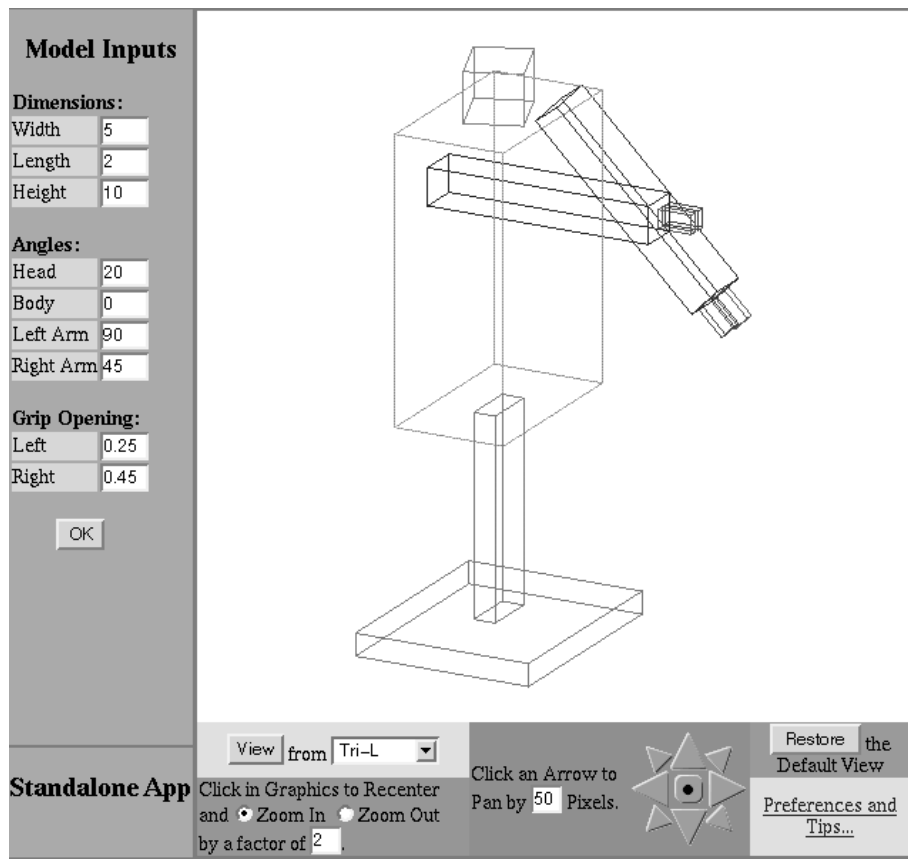 Model Inputs
Dimensions:
Width 5
Length 2
Height 10
Angles:
Head 20
Body 0
Left Arm 90
Right Arm 45
Grip Opening:
Left 0.25
Right 0.45
OK
Standalone App
View from Tri-L
Click in Graphics to Recenter
and Zoom In Zoom Out
by a factor of 2 .
Click an Arrow to
Pan by 50 Pixels.
Restore the
Default View
Preferences and
Tips...